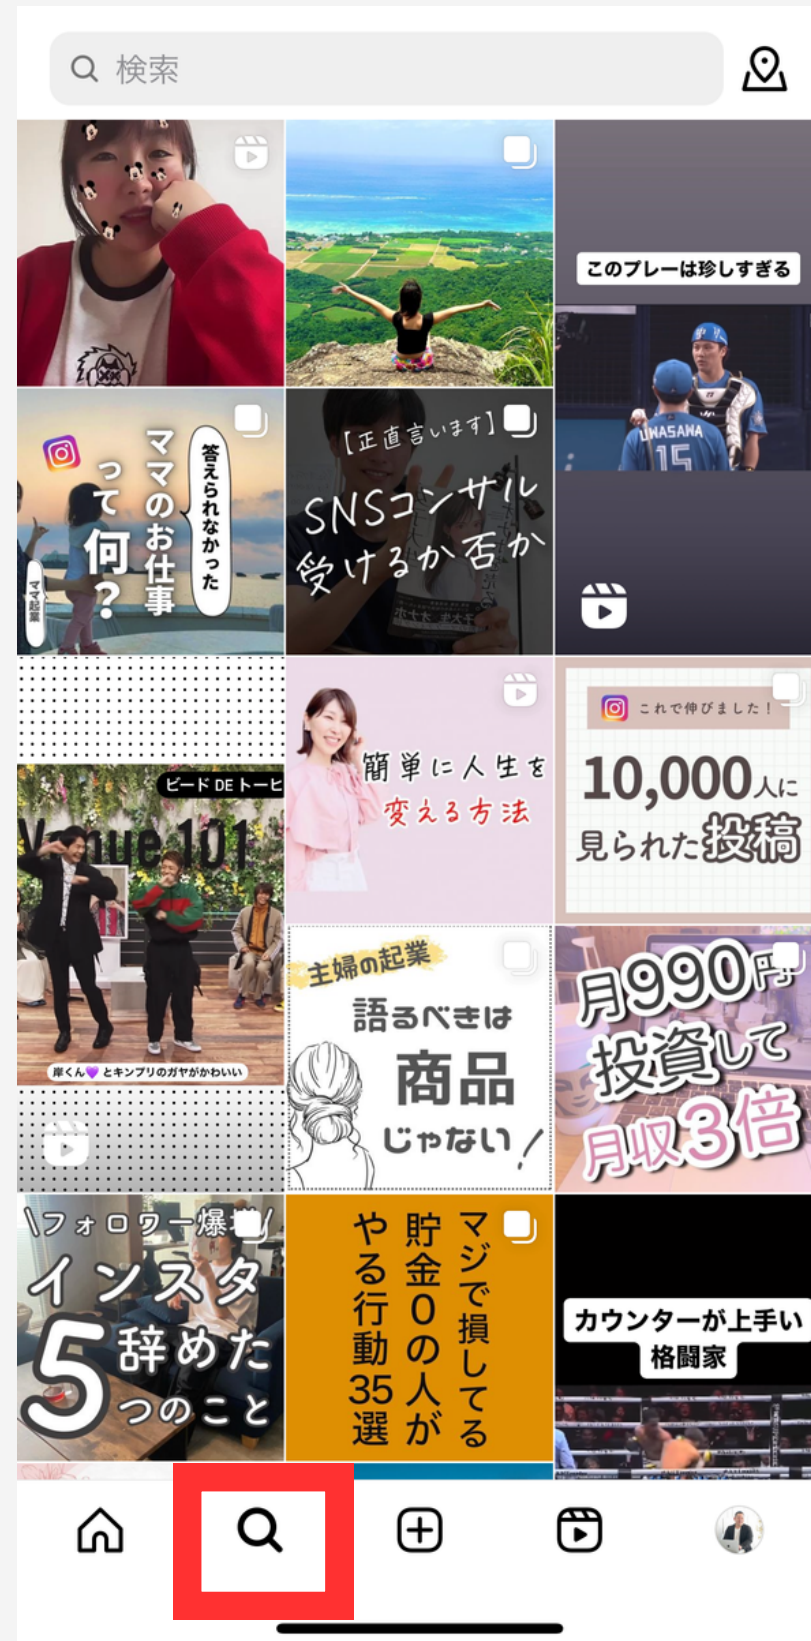 検索
このプレーは珍しすぎる
UWASAWA
15
答えられなかった
ママのお仕事
って何?
ママ起業
【正直言います】
SNSコンサル
受けるか否か
ビード DE トーヒ
Venue 101
岸くん💜 とキンプリのガヤがかわいい
簡単に人生を
変える方法
これで伸びました!
10,000人に
見られた投稿
主婦の起業
語るべきは
商品
じゃない!
月990円
投資して
月収3倍
\フォロワー爆増/
インスタ
辞めた
5つのこと
マジで損してる
貯金0の人が
やる行動35選
カウンターが上手い
格闘家